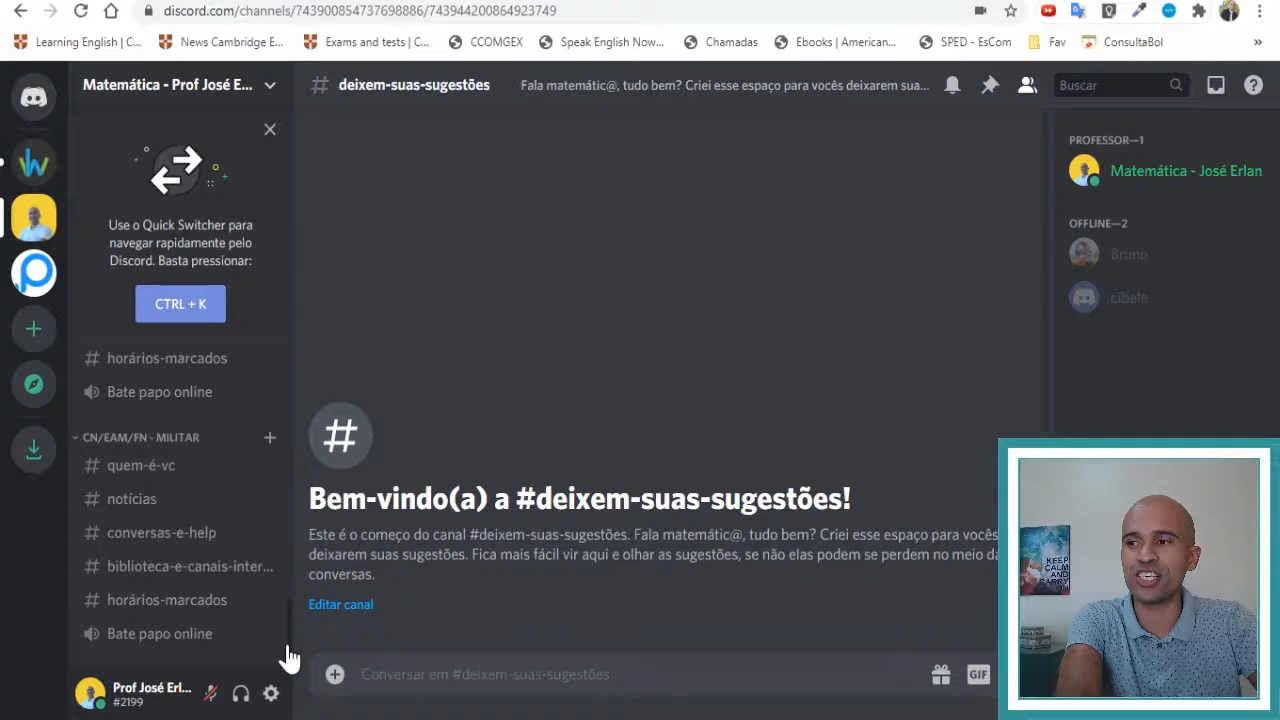 discord.com/channels/743900854737698886/743944200864923749
Learning English | C... News Cambridge E... Exams and tests | C... CCOMGEX Speak English Now... Chamadas Ebooks | American... SPED - EsCom Fav ConsultaBol »
Matemática - Prof José E...
# deixem-suas-sugestões Fala matemátic@, tudo bem? Criei esse espaço para vocês deixarem sua... Buscar
Use o Quick Switcher para
navegar rapidamente pelo
Discord. Basta pressionar:
CTRL + K
# horários-marcados
Bate papo online
CN/EAM/FN - MILITAR
# quem-é-vc
# notícias
# conversas-e-help
# biblioteca-e-canais-inter...
# horários-marcados
Bate papo online
Prof José Erl...
#2199
#
Bem-vindo(a) a #deixem-suas-sugestões!
Este é o começo do canal #deixem-suas-sugestões. Fala matemátic@, tudo bem? Criei esse espaço para vocês
deixarem suas sugestões. Fica mais fácil vir aqui e olhar as sugestões, se não elas podem se perdem no meio da
conversas.
Editar canal
Conversar em #deixem-suas-sugestões
GIF
PROFESSOR—1
Matemática - José Erlan
OFFLINE—2
Bruno
cibele
KEEP
CALM
AND
CARRY